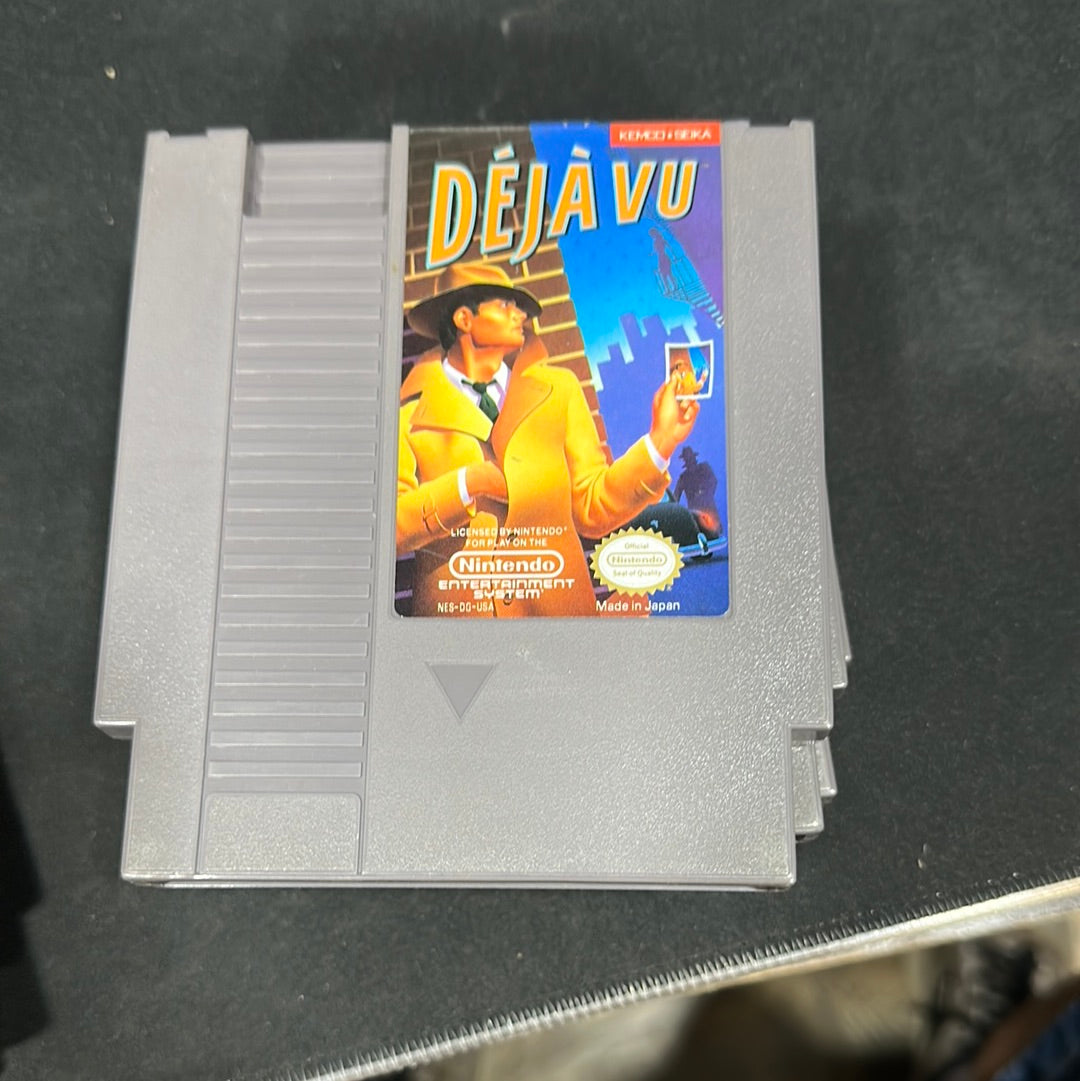 KEMCO ★ SEIKA
DÉJÀ VU™
LICENSED BY NINTENDO®
FOR PLAY ON THE
Nintendo
ENTERTAINMENT
SYSTEM®
NES-DQ-USA
Official
Nintendo
Seal of Quality
Made in Japan